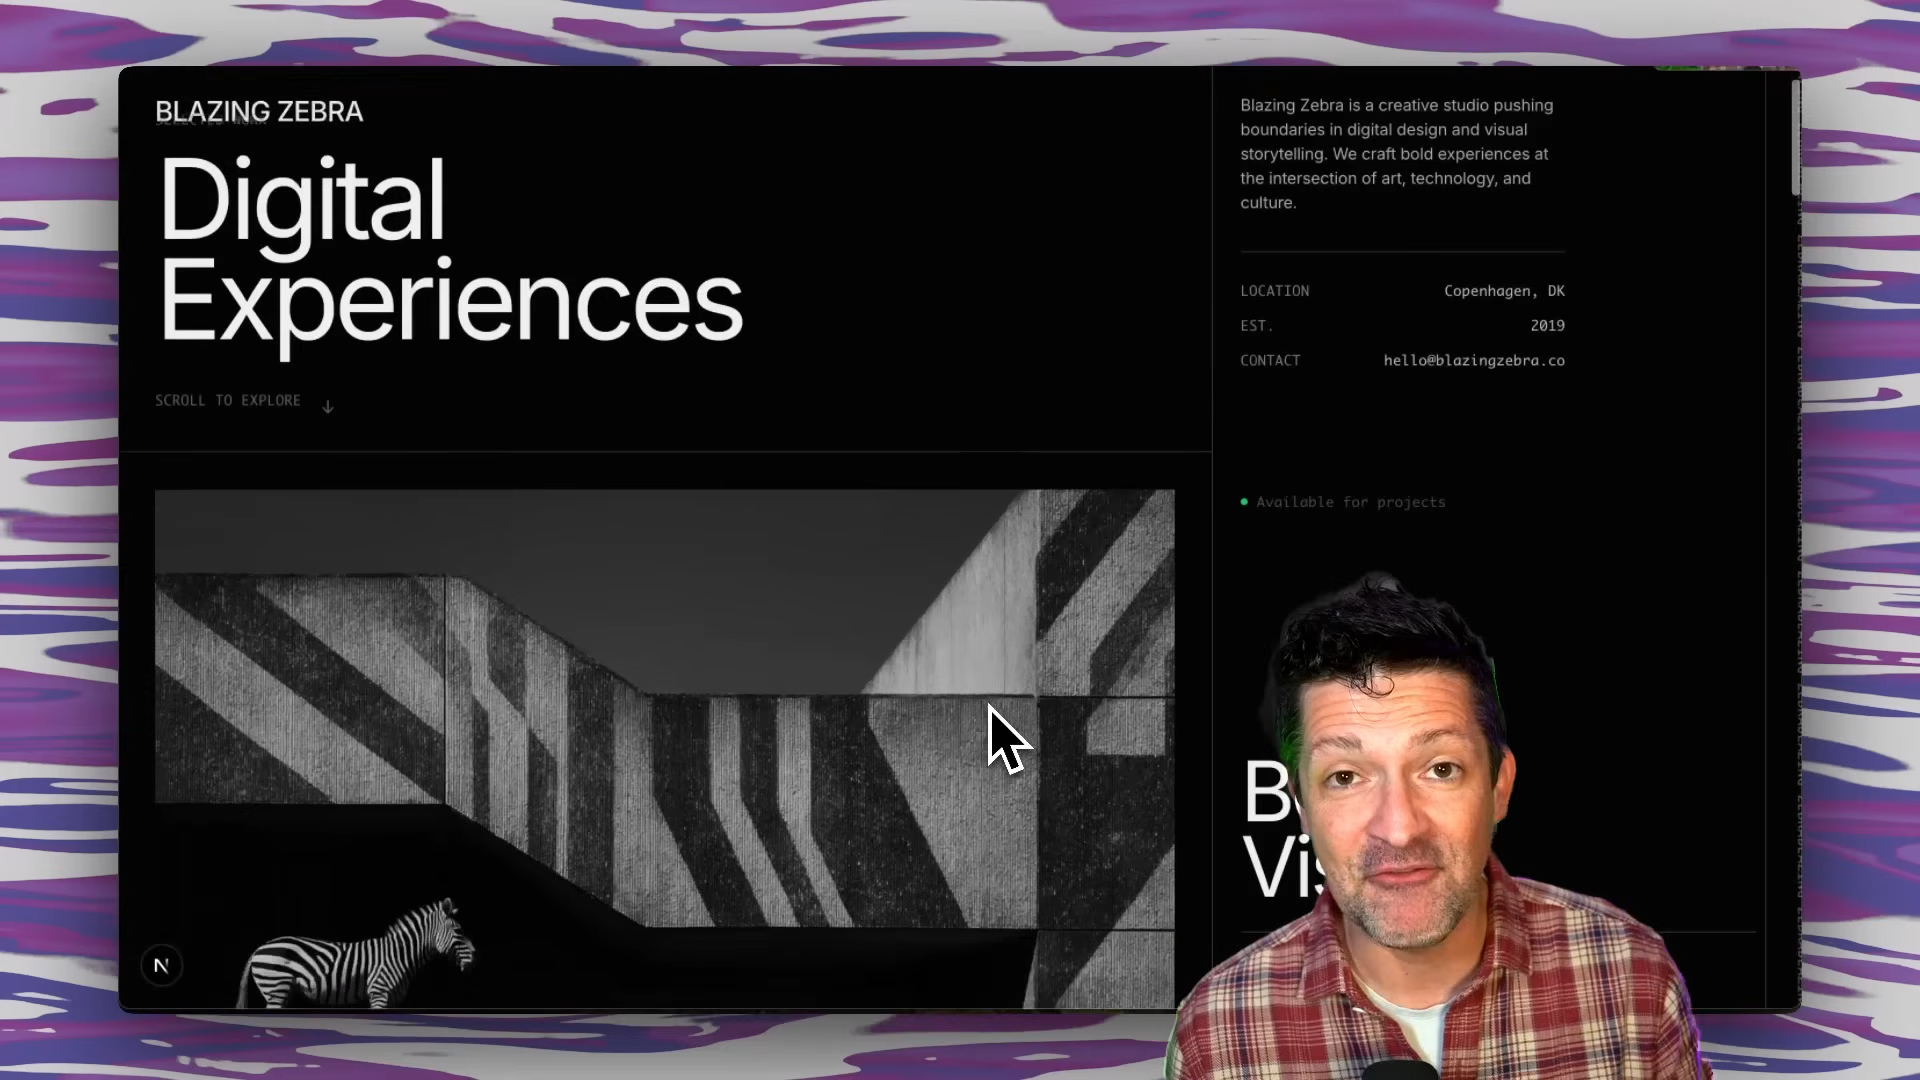 BLAZING ZEBRA
SELECTED WORK
Digital
Experiences
SCROLL TO EXPLORE ↓
Blazing Zebra is a creative studio pushing
boundaries in digital design and visual
storytelling. We craft bold experiences at
the intersection of art, technology, and
culture.
LOCATION Copenhagen, DK
EST. 2019
CONTACT hello@blazingzebra.co
Available for projects
N